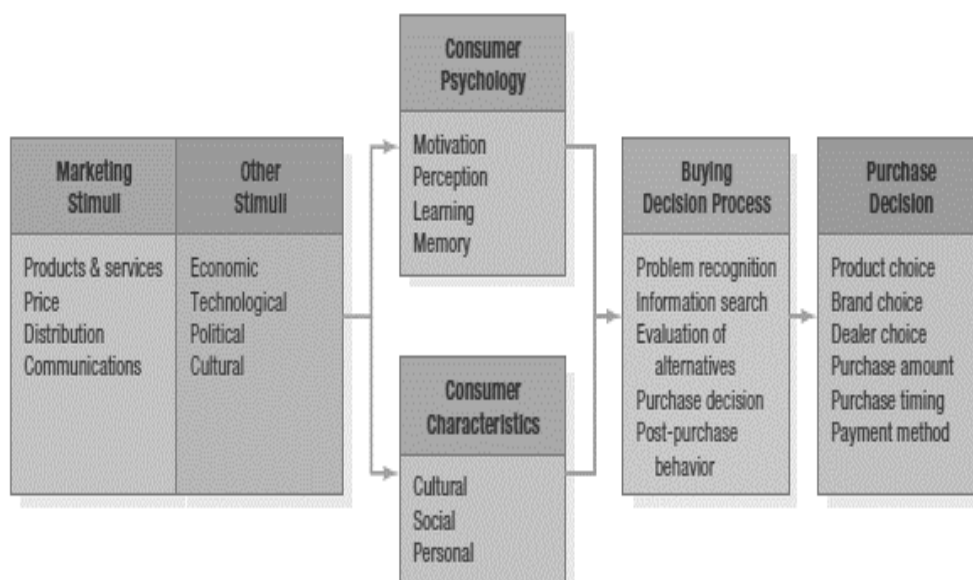 Marketing
Stimuli
Products & services
Price
Distribution
Communications
Other
Stimuli
Economic
Technological
Political
Cultural
Consumer
Psychology
Motivation
Perception
Learning
Memory
Consumer
Characteristics
Cultural
Social
Personal
Buying
Decision Process
Problem recognition
Information search
Evaluation of
alternatives
Purchase decision
Post-purchase
behavior
Purchase
Decision
Product choice
Brand choice
Dealer choice
Purchase amount
Purchase timing
Payment method